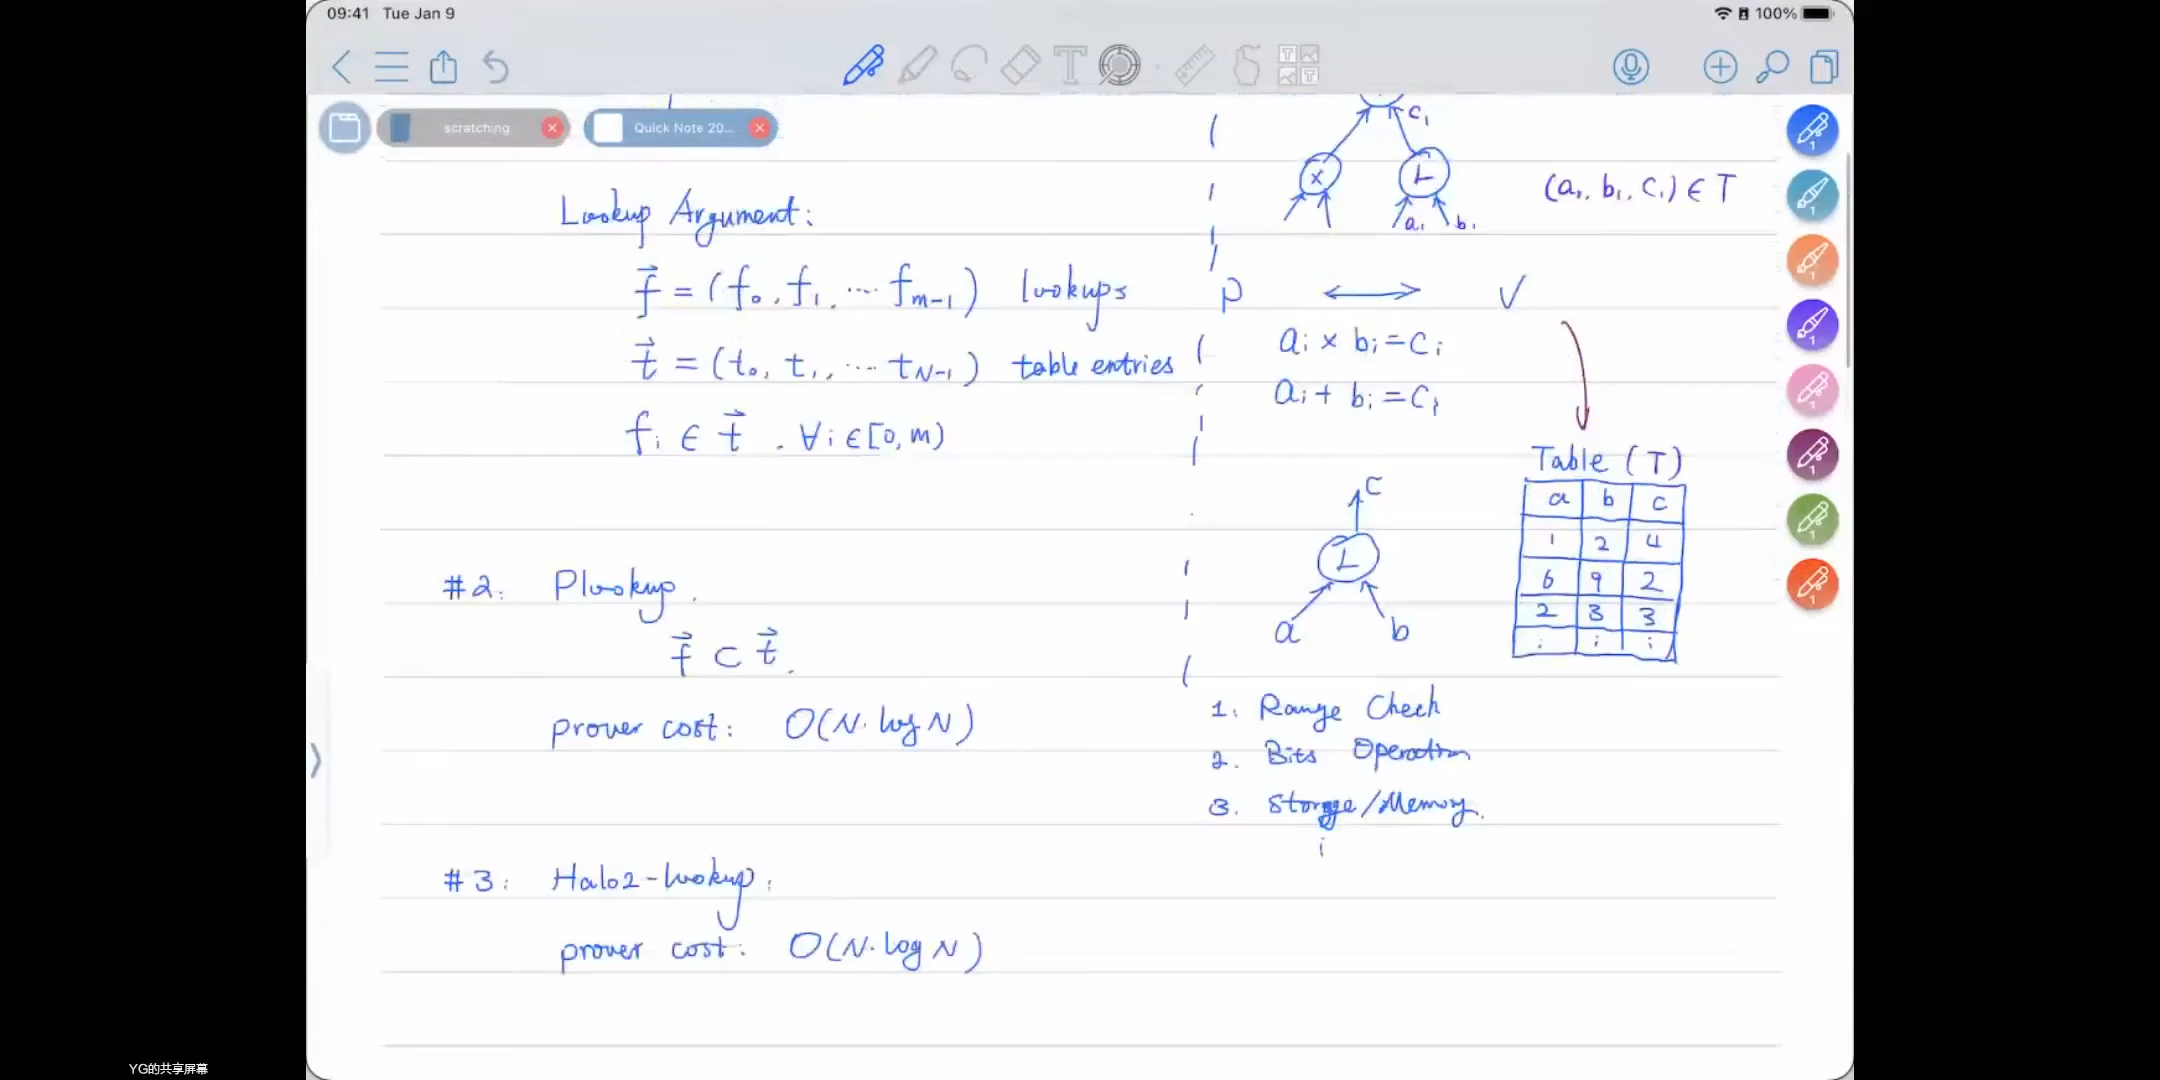 09:41 Tue Jan 9
100%
scratching
Quick Note 20...
Lookup Argument:
f = (f₀, f₁, ... fₘ₋₁) lookups
t = (t₀, t₁, ... t_N-1) table entries
fᵢ ∈ t . ∀i ∈ [0, m)
#2: Plookup.
f ⊂ t.
prover cost: O(N·log N)
#3: Halo2-lookup.
prover cost: O(N·log N)
c₁
x
L
(a₁, b₁, c₁) ∈ T
a₁ b₁
P ⟷ V
aᵢ × bᵢ = cᵢ
aᵢ + bᵢ = cᵢ
Table (T)
a b c
1 2 4
6 9 2
2 3 3
⋮ ⋮ ⋮
c
L
a b
1. Range Check
2. Bits Operation
3. Storage/Memory.
⋮
YG的共享屏幕